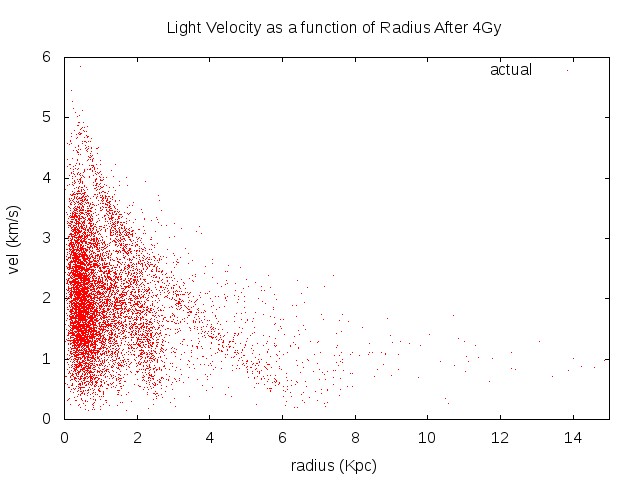 Light Velocity as a function of Radius After 4Gy
actual
6
5
4
3
2
1
0
vel (km/s)
0 2 4 6 8 10 12 14
radius (Kpc)